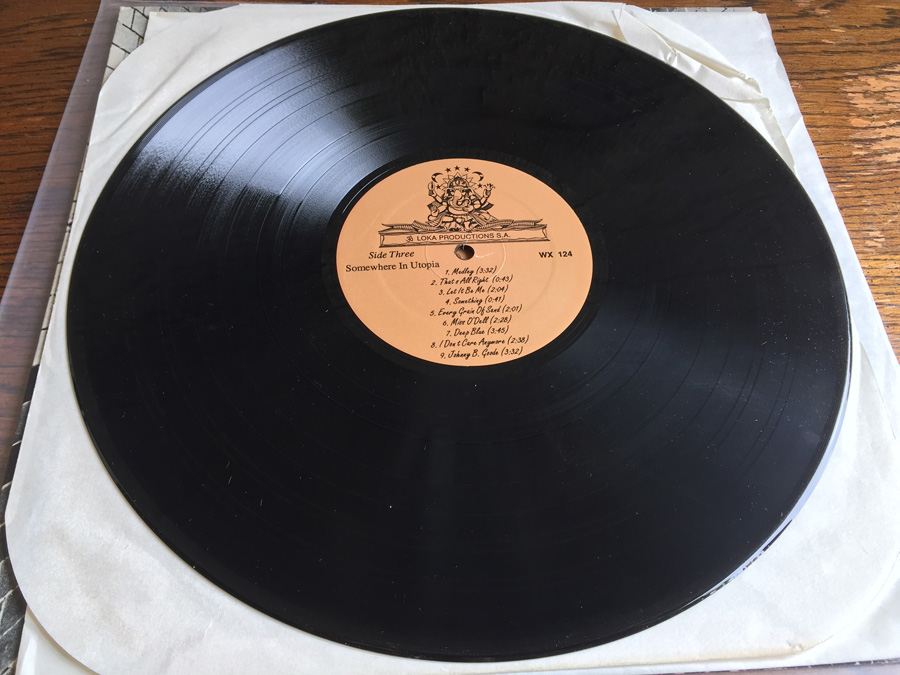 ॐ LOKA PRODUCTIONS S.A.
Side Three
WX 124
Somewhere In Utopia
1. Medley (3:32)
2. That's All Right (0:43)
3. Let It Be Me (2:04)
4. Something (0:41)
5. Every Grain Of Sand (2:01)
6. Miss O'Dell (2:28)
7. Deep Blue (3:45)
8. I Don't Care Anymore (2:38)
9. Johnny B. Goode (3:32)